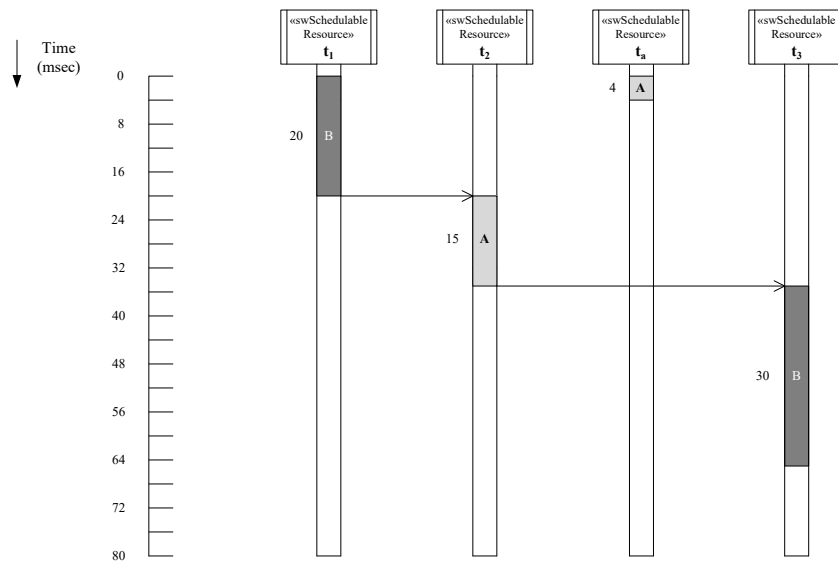 «swSchedulable
Resource»
t₁
«swSchedulable
Resource»
t₂
«swSchedulable
Resource»
tₐ
«swSchedulable
Resource»
t₃
Time
(msec)
0
8
16
24
32
40
48
56
64
72
80
20
B
15
A
4
A
30
B